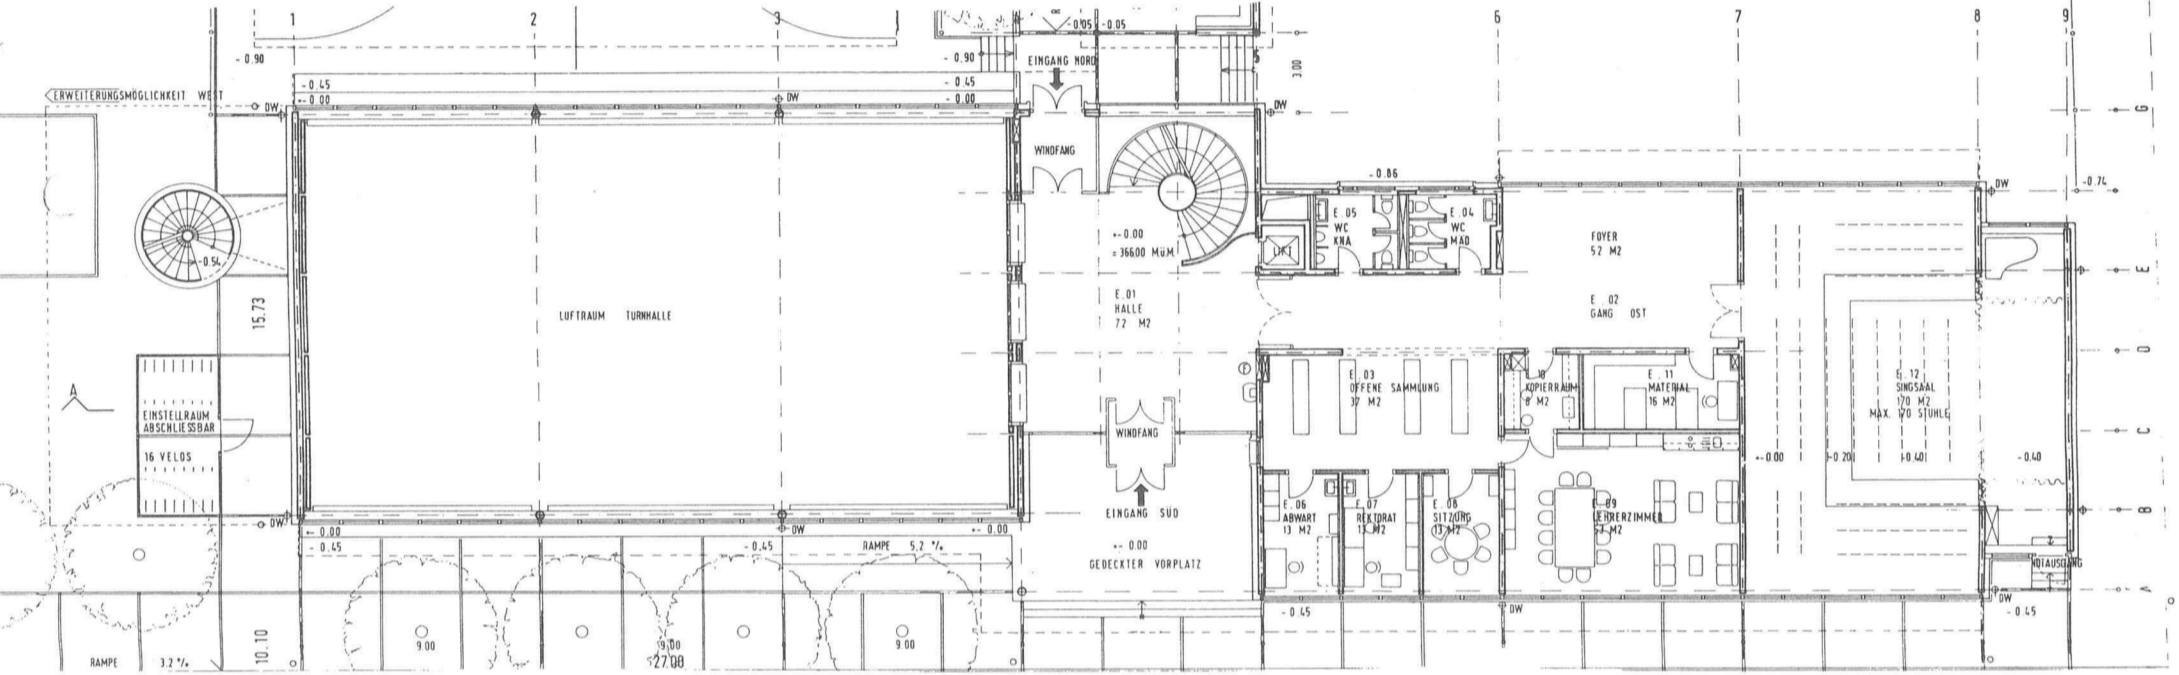 1
2
3
6
7
8
9
- 0.05
- 0.05
- 0.90
- 0.90
EINGANG NORD
3.00
- 0.45
- 0.45
ERWEITERUNGSMÖGLICHKEIT WEST
DW
+- 0.00
DW
- 0.00
DW
G
WINDFANG
- 0.86
DW
- 0.74
E.05
WC
KNA
E.04
WC
MÄD
+- 0.00
= 366.00 M.ü.M.
LIFT
FOYER
52 M2
- 0.54
E
15.73
LUFTRAUM TURNHALLE
E.01
HALLE
72 M2
E.02
GANG OST
D
A
F
E.03
OFFENE SAMMLUNG
37 M2
10
KOPIERRAUM
8 M2
E.11
MATERIAL
16 M2
E.12
SINGSAAL
170 M2
MAX. 170 STÜHLE
EINSTELLRAUM
ABSCHLIESSBAR
16 VELOS
WINDFANG
C
+- 0.00
- 0.20
- 0.40
- 0.40
EINGANG SÜD
E.06
ABWART
13 M2
E.07
REKTORAT
13 M2
E.08
SITZUNG
13 M2
E.09
LEHRERZIMMER
53 M2
B
DW
+- 0.00
DW
+- 0.00
- 0.45
- 0.45
RAMPE 5.2 %
+- 0.00
GEDECKTER VORPLATZ
NOTAUSGANG
A
- 0.45
DW
DW
- 0.45
9.00
9.00
9.00
27.00
10.10
RAMPE 3.2 %